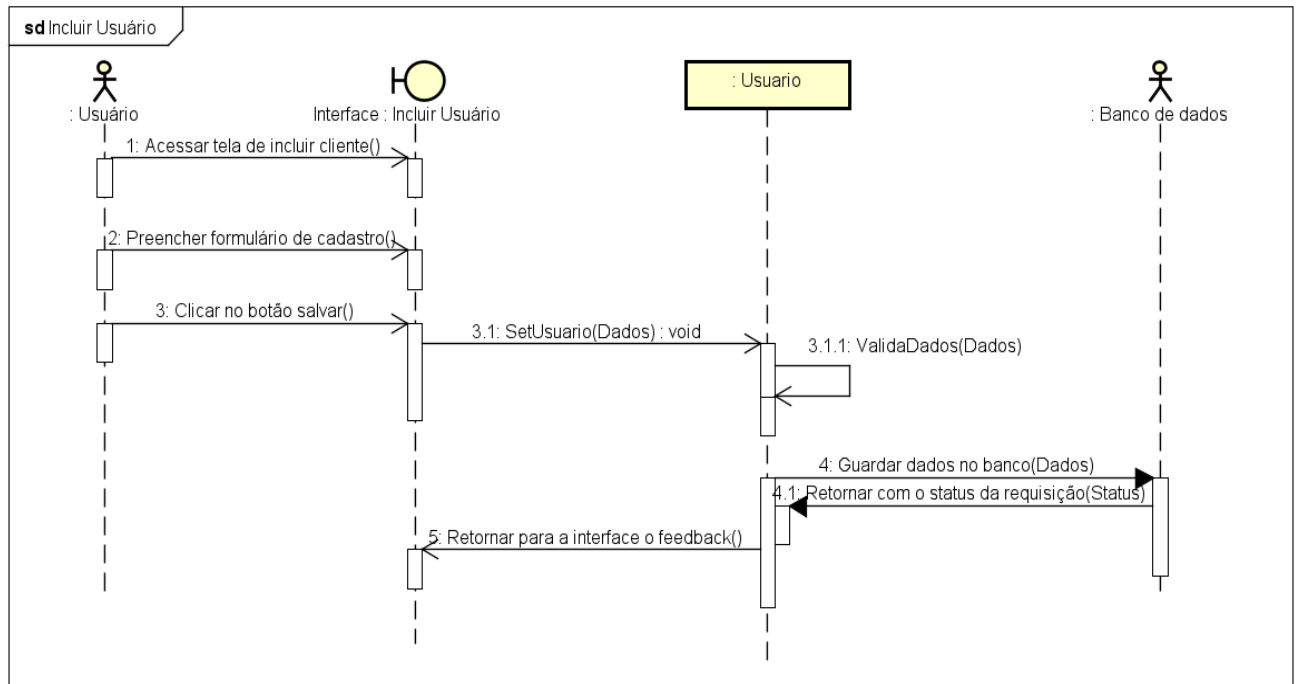 sd Incluir Usuário
: Usuário
Interface : Incluir Usuário
: Usuario
: Banco de dados
1: Acessar tela de incluir cliente()
2: Preencher formulário de cadastro()
3: Clicar no botão salvar()
3.1: SetUsuario(Dados) : void
3.1.1: ValidaDados(Dados)
4: Guardar dados no banco(Dados)
4.1: Retornar com o status da requisição(Status)
5: Retornar para a interface o feedback()